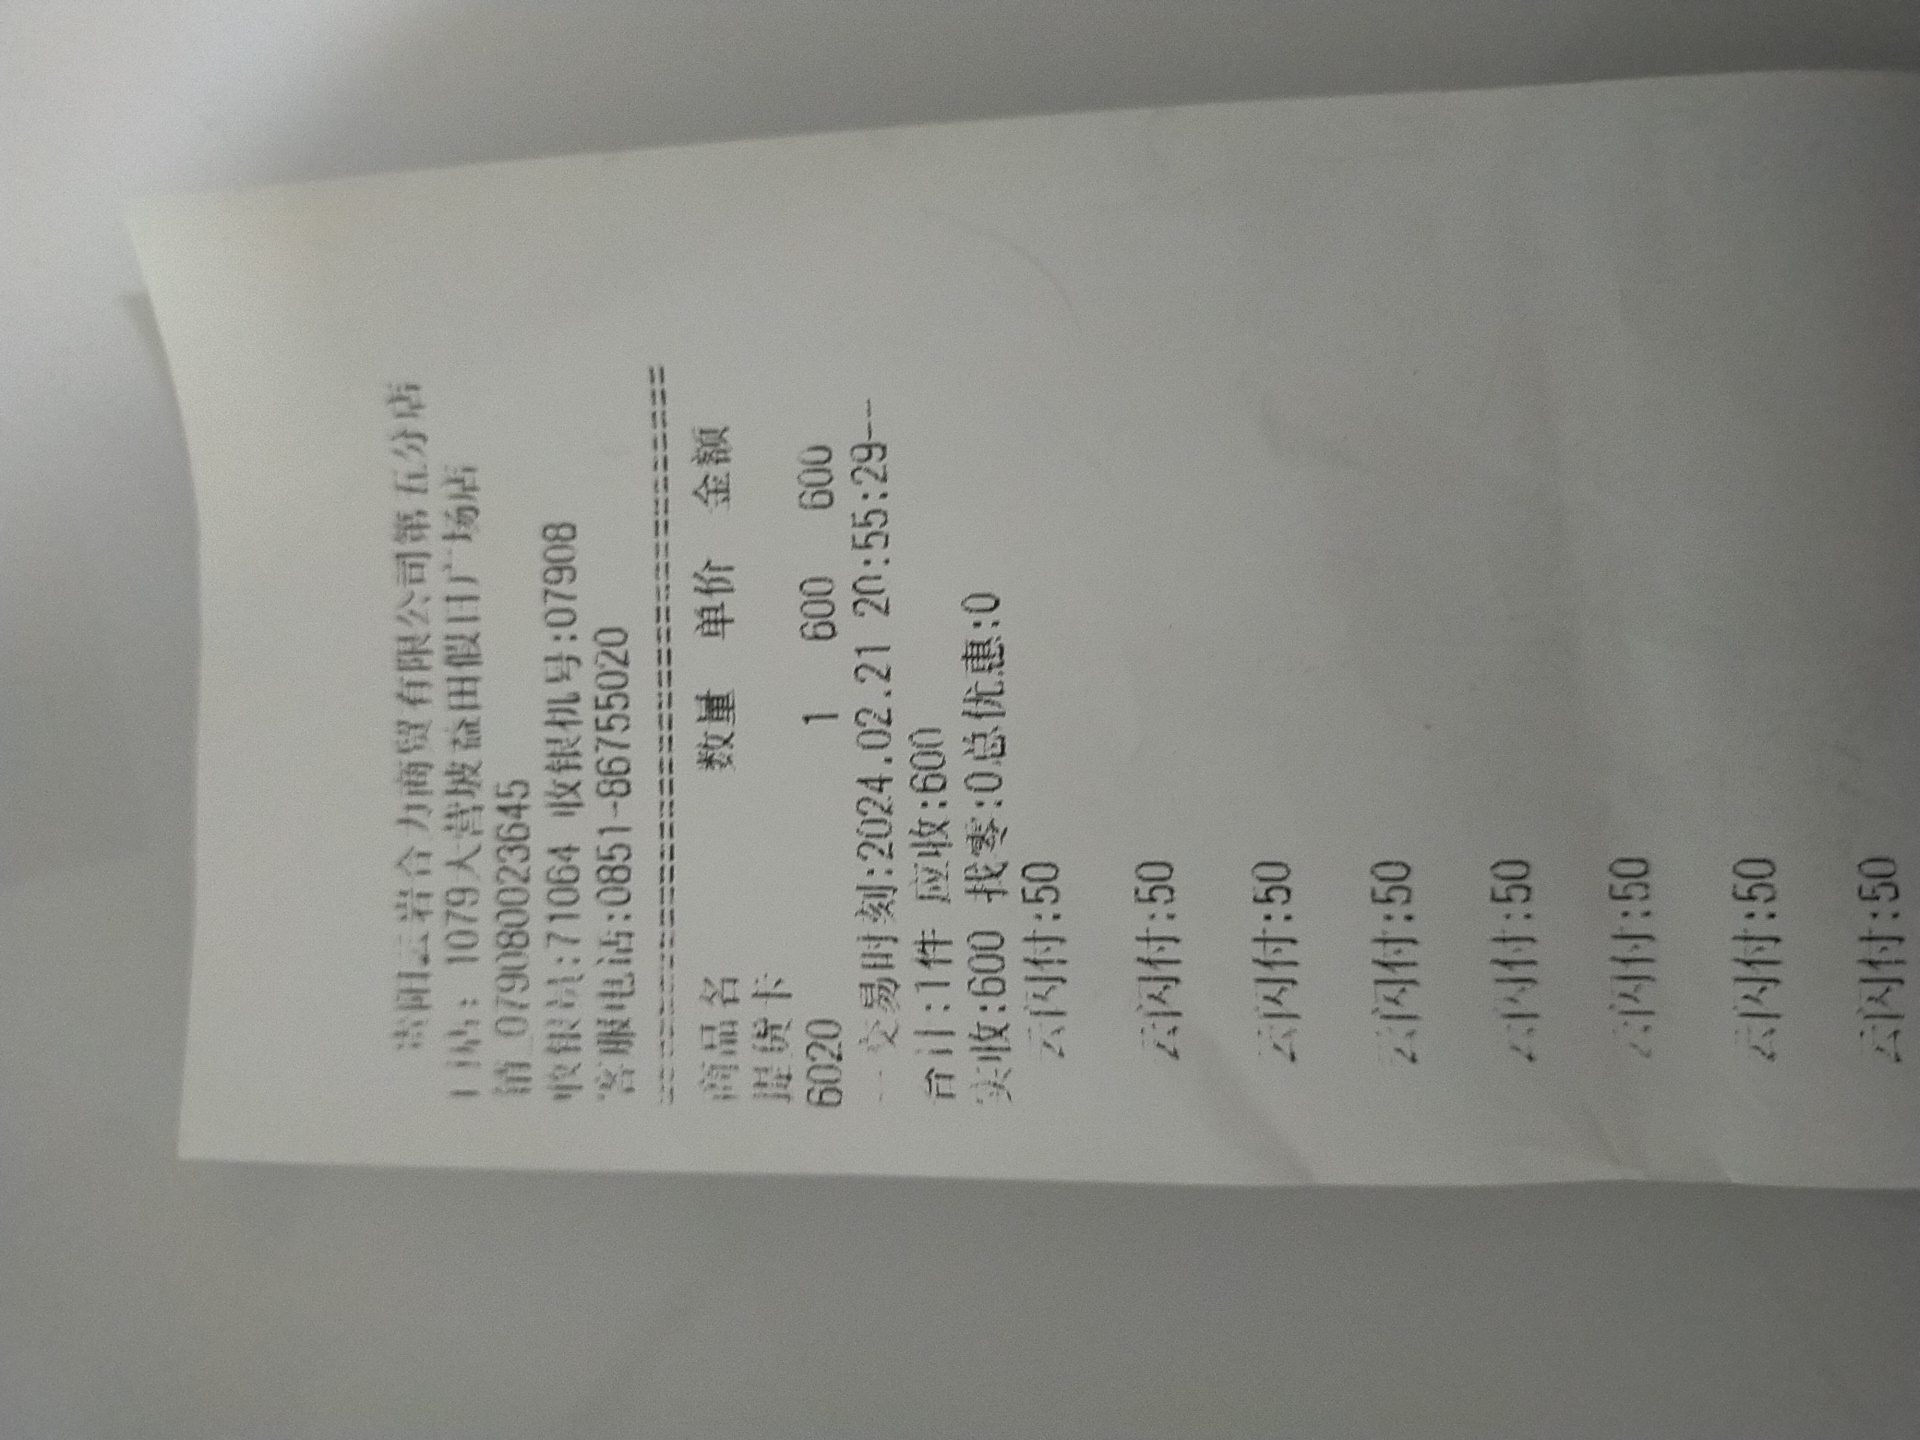 贵阳云岩合力商贸有限公司第五分店
门店: 1079大营坡益田假日广场店
销_0790800023645
收银员:71064 收银机号:07908
客服电话:0851-86755020
商品名 数量 单价 金额
提货卡
6020 1 600 600
--交易时刻:2024.02.21 20:55:29--
合计:1件 应收:600
实收:600 找零:0总优惠:0
云闪付:50
云闪付:50
云闪付:50
云闪付:50
云闪付:50
云闪付:50
云闪付:50
云闪付:50